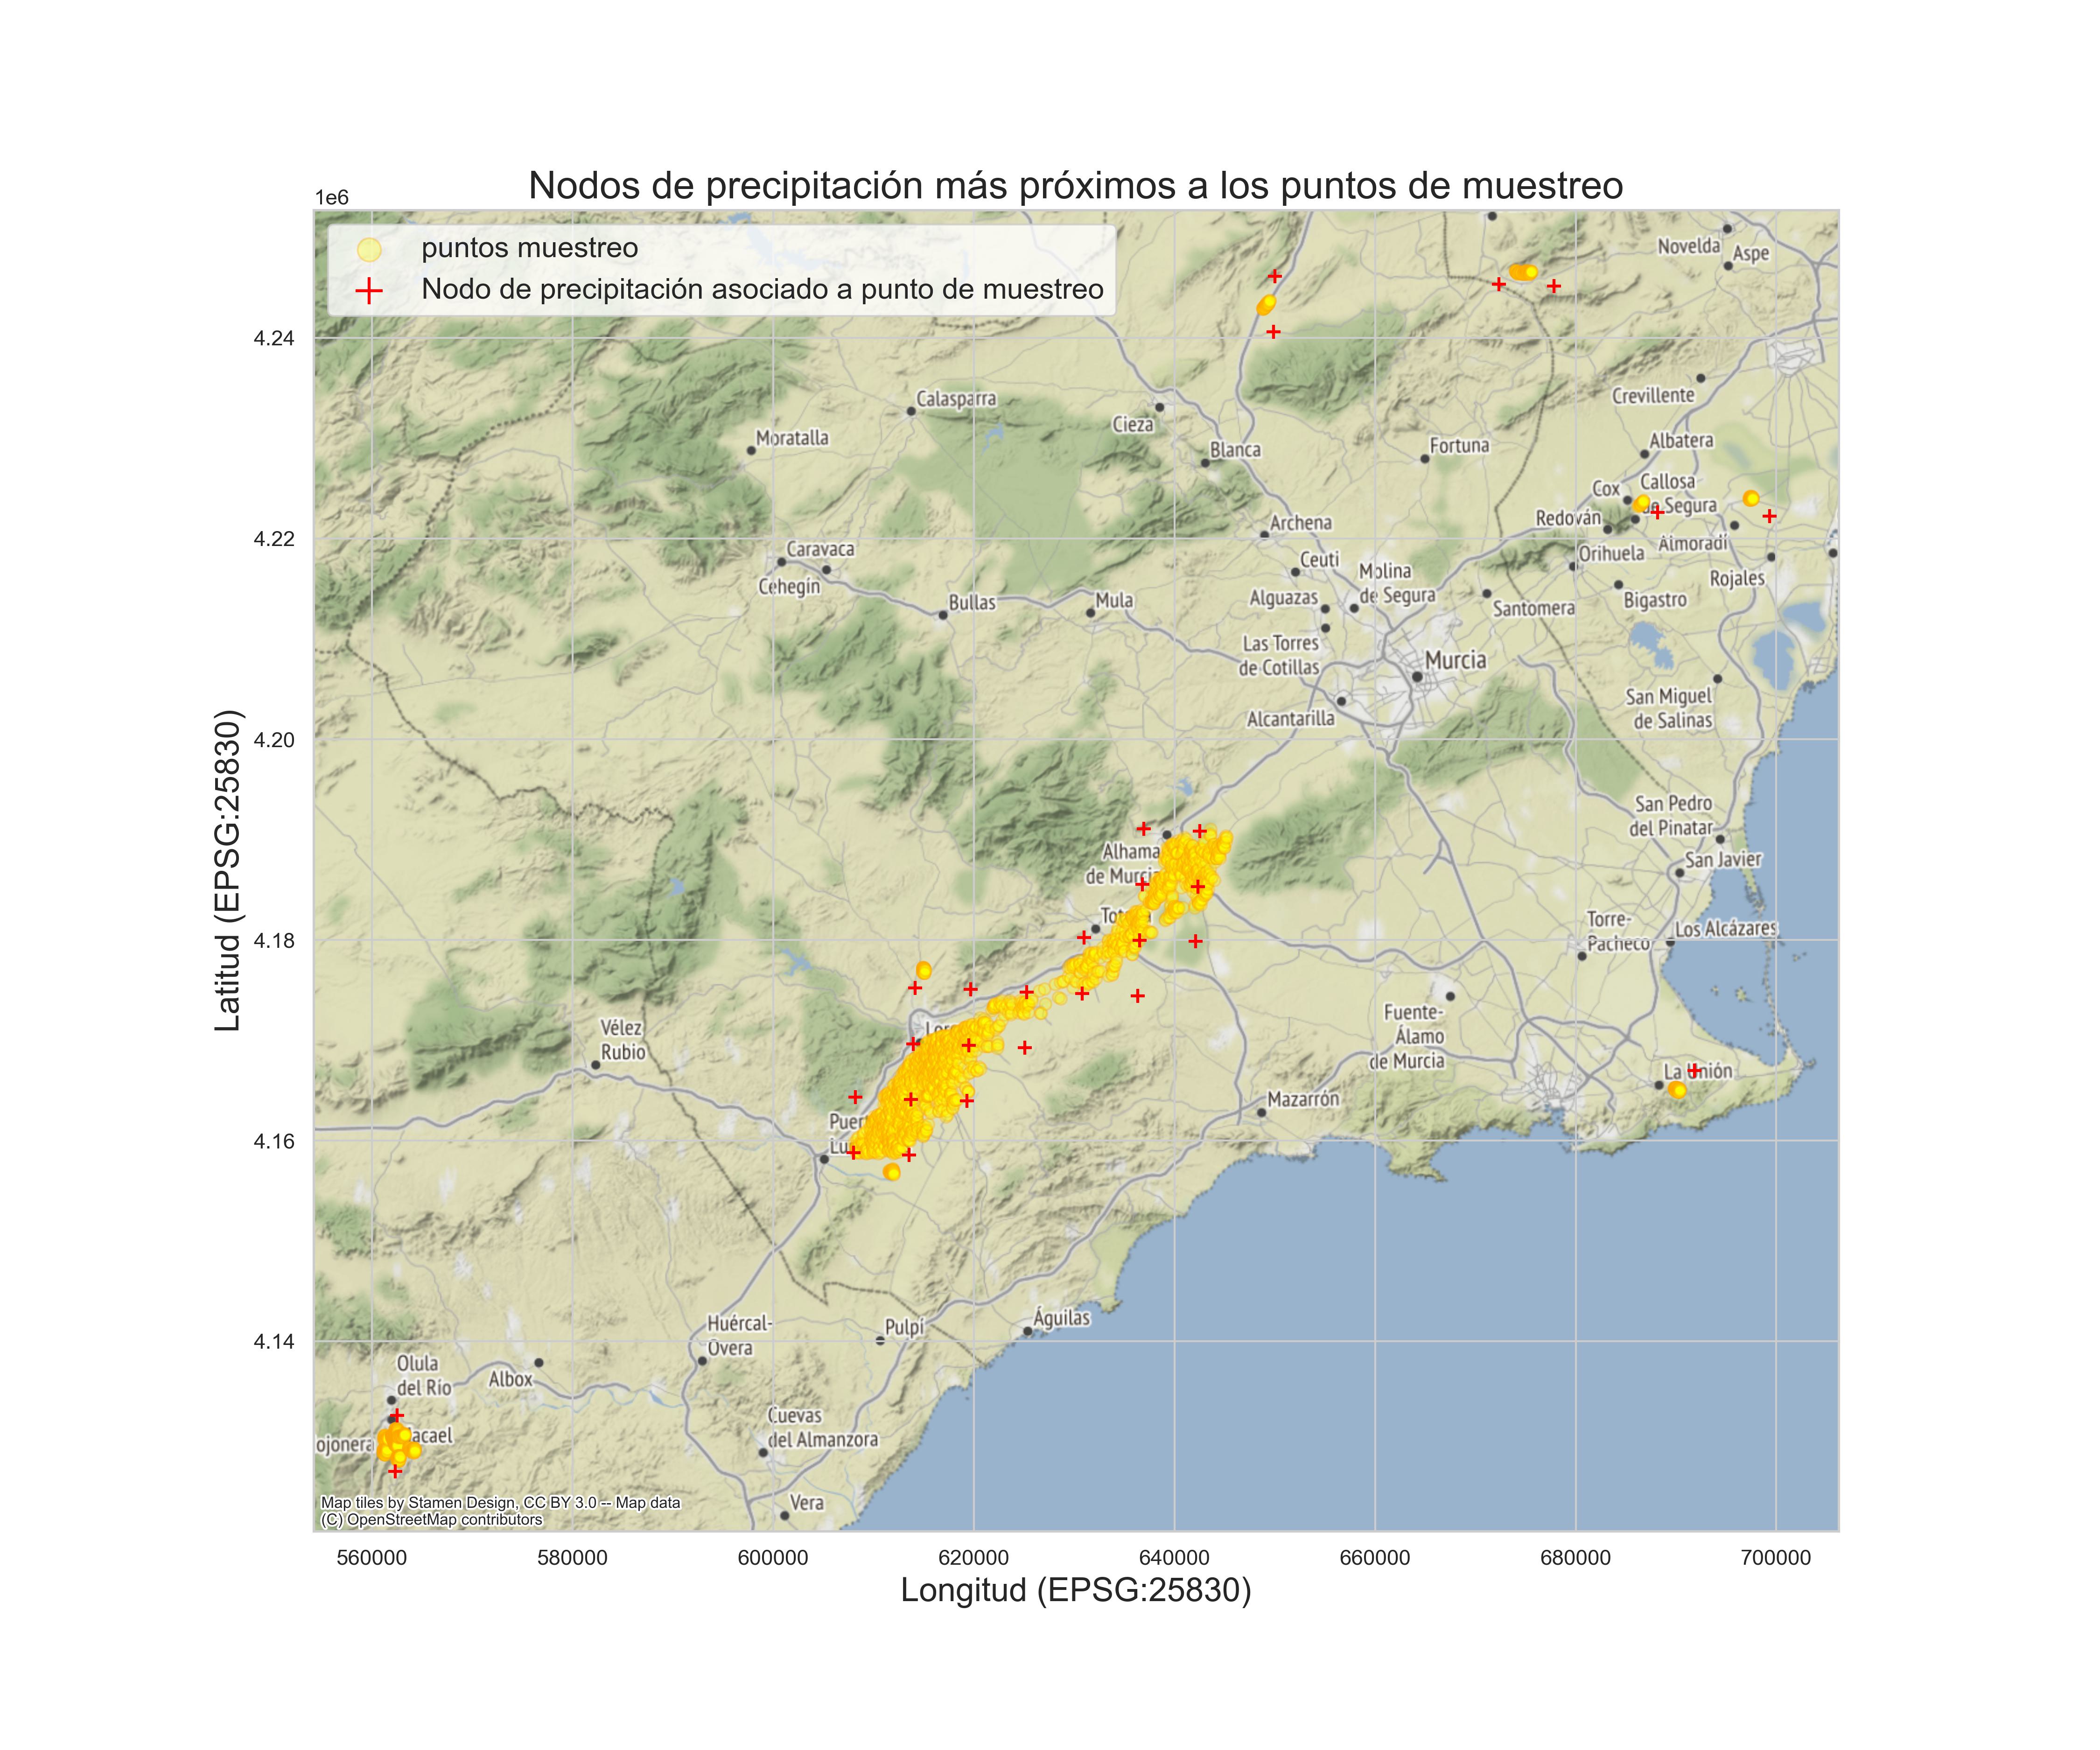 Nodos de precipitación más próximos a los puntos de muestreo
1e6
puntos muestreo
Nodo de precipitación asociado a punto de muestreo
Novelda
Aspe
4.24
Crevillente
Calasparra
Cieza
Moratalla
Blanca
Fortuna
Albatera
Cox
Callosa
de Segura
Redován
Archena
4.22
Almoradí
Orihuela
Caravaca
Cehegín
Ceuti
Molina
de Segura
Alguazas
Rojales
Bullas
Mula
Santomera
Bigastro
Las Torres
de Cotillas
Murcia
San Miguel
de Salinas
Alcantarilla
4.20
San Pedro
del Pinatar
Alhama
de Murcia
San Javier
Torre-
Pacheco
Los Alcázares
4.18
Vélez
Rubio
Fuente-
Álamo
de Murcia
La Unión
Mazarrón
Puer
Lu
4.16
Latitud (EPSG:25830)
Huércal-
Overa
Pulpí
Águilas
4.14
Olula
del Río
Albox
Cuevas
del Almanzora
ojonera
acael
Vera
Map tiles by Stamen Design, CC BY 3.0 -- Map data
(C) OpenStreetMap contributors
560000
580000
600000
620000
640000
660000
680000
700000
Longitud (EPSG:25830)